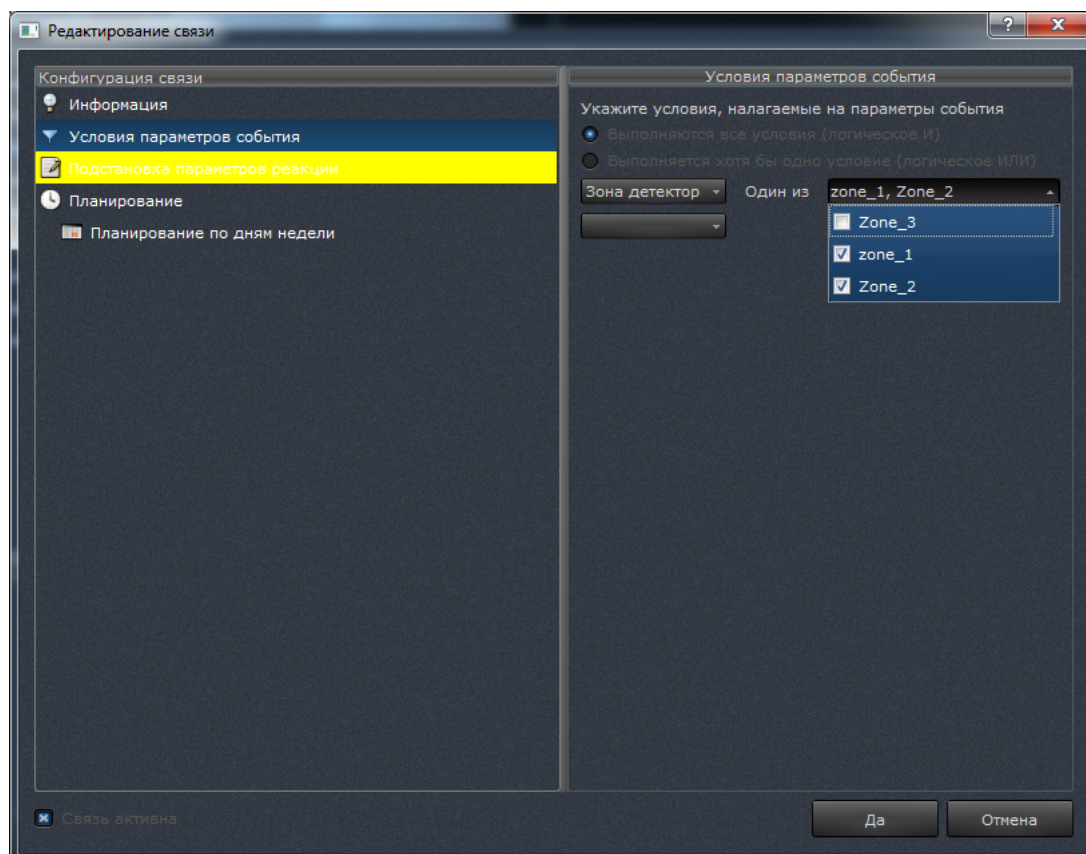 Редактирование связи
?
X
Конфигурация связи
Информация
Условия параметров события
Подстановка параметров реакции
Планирование
Планирование по дням недели
Условия параметров события
Укажите условия, налагаемые на параметры события
Выполняются все условия (логическое И)
Выполняется хотя бы одно условие (логическое ИЛИ)
Зона детектор Один из zone_1, Zone_2
Zone_3
zone_1
Zone_2
Связь активна
Да
Отмена